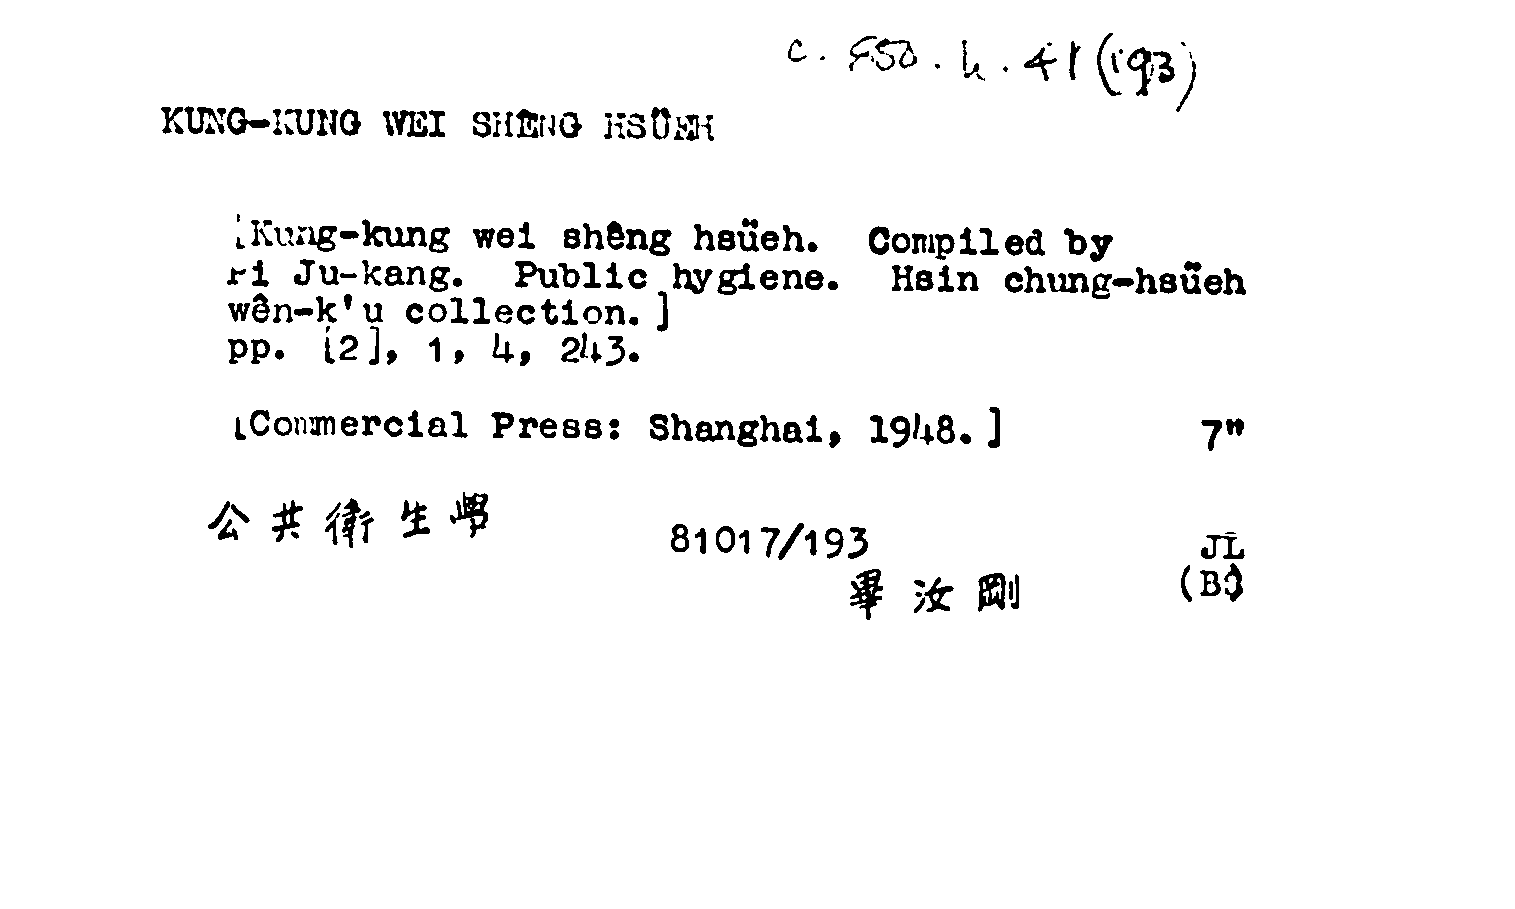 c. 550. h. 41 (193)
KUNG-KUNG WEI SHÊNG HSÜEH
[Kung-kung wei shêng hsüeh. Compiled by
Pi Ju-kang. Public hygiene. Hsin chung-hsüeh
wên-k'u collection.]
pp. [2], 1, 4, 243.
[Commercial Press: Shanghai, 1948.] 7"
公共衛生學
81017/193 JL
畢汝剛